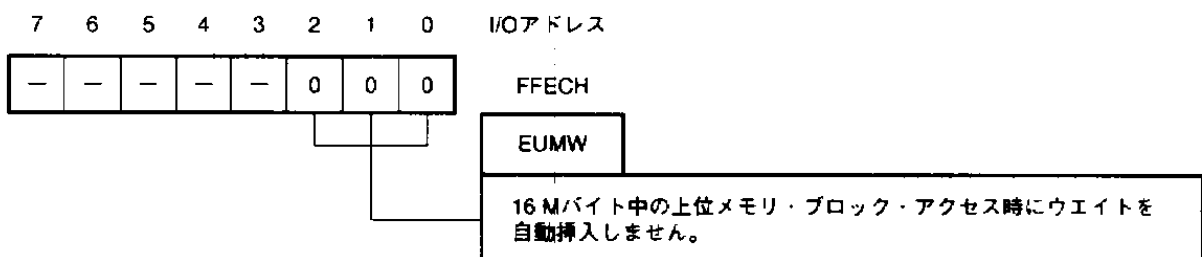 7 6 5 4 3 2 1 0 I/Oアドレス
― ― ― ― ― 0 0 0 FFECH
EUMW
16 Mバイト中の上位メモリ・ブロック・アクセス時にウエイトを
自動挿入しません。